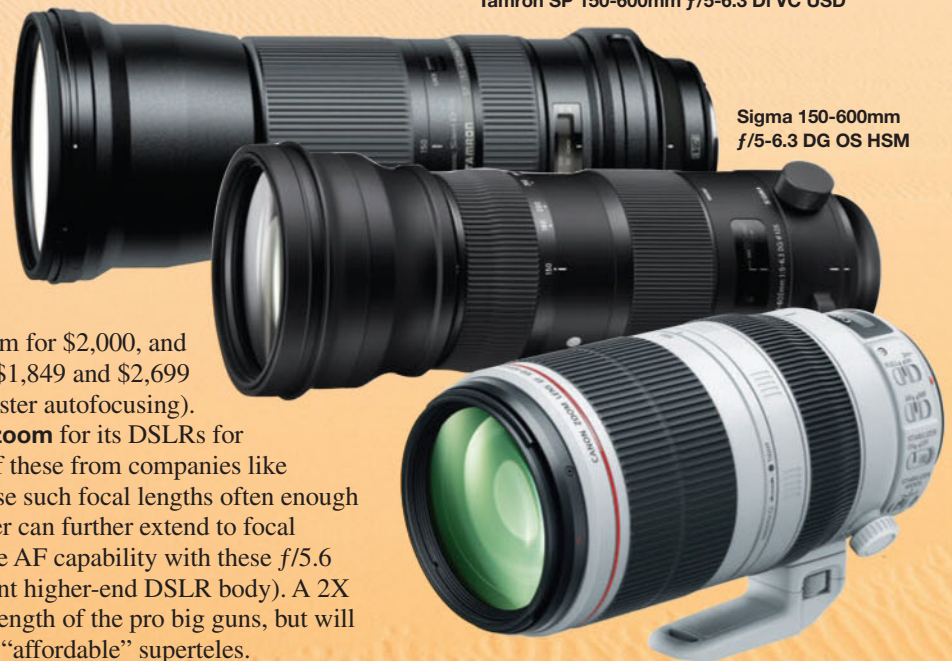 Tamron SP 150-600mm ƒ/5-6.3 Di VC USD
Sigma 150-600mm
ƒ/5-6.3 DG OS HSM
m for $2,000, and
$1,849 and $2,699
ster autofocusing).
zoom for its DSLRs for
f these from companies like
se such focal lengths often enough
er can further extend to focal
e AF capability with these ƒ/5.6
nt higher-end DSLR body). A 2X
ength of the pro big guns, but will
“affordable” superteles.
TAMRON
150
150
CANON ZOOM LENS